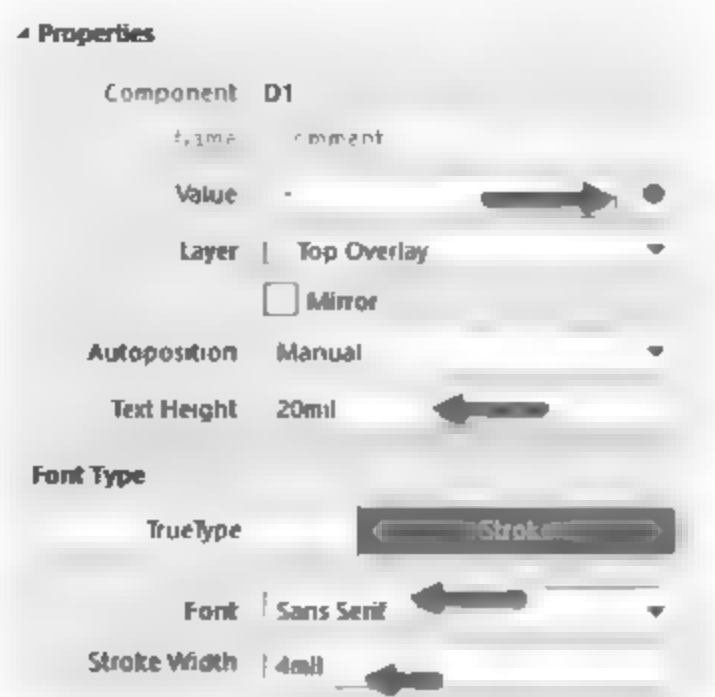 Properties
Component D1
Value -
Layer Top Overlay
Mirror
Autoposition Manual
Text Height 20mil
Font Type
TrueType Stroke
Font Sans Serif
Stroke Width 4mil